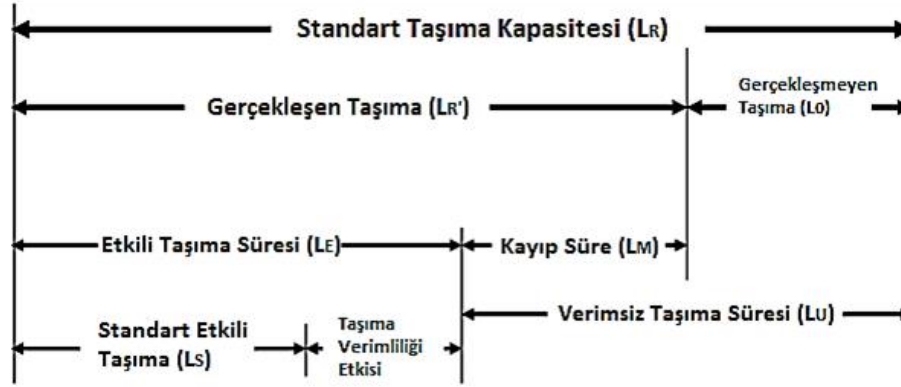 Standart Taşıma Kapasitesi (LR)
Gerçekleşen Taşıma (LR')
Gerçekleşmeyen
Taşıma (L0)
Etkili Taşıma Süresi (LE)
Kayıp Süre (LM)
Verimsiz Taşıma Süresi (LU)
Standart Etkili
Taşıma (LS)
Taşıma
Verimliliği
Etkisi